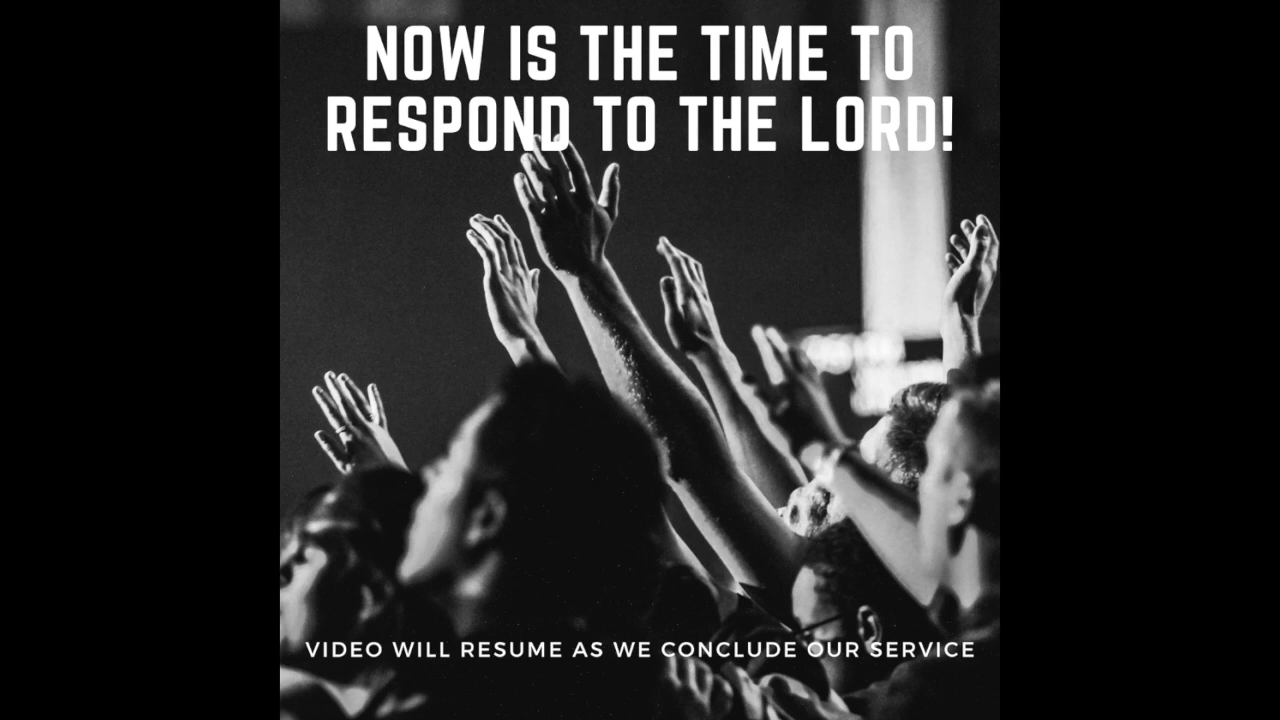 NOW IS THE TIME TO
RESPOND TO THE LORD!
VIDEO WILL RESUME AS WE CONCLUDE OUR SERVICE